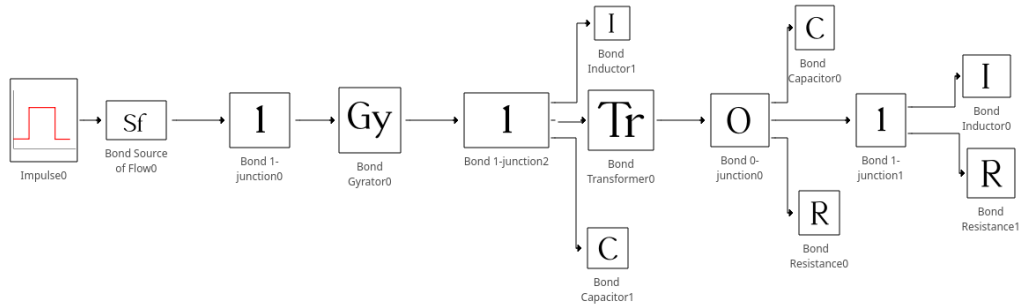 I
Bond
Inductor1
C
Bond
Capacitor0
I
Bond
Inductor0
Sf
Bond Source
of Flow0
Impulse0
1
Bond 1-
junction0
Gy
Bond
Gyrator0
1
Bond 1-junction2
Tr
Bond
Transformer0
O
Bond 0-
junction0
1
Bond 1-
junction1
R
Bond
Resistance1
R
Bond
Resistance0
C
Bond
Capacitor1